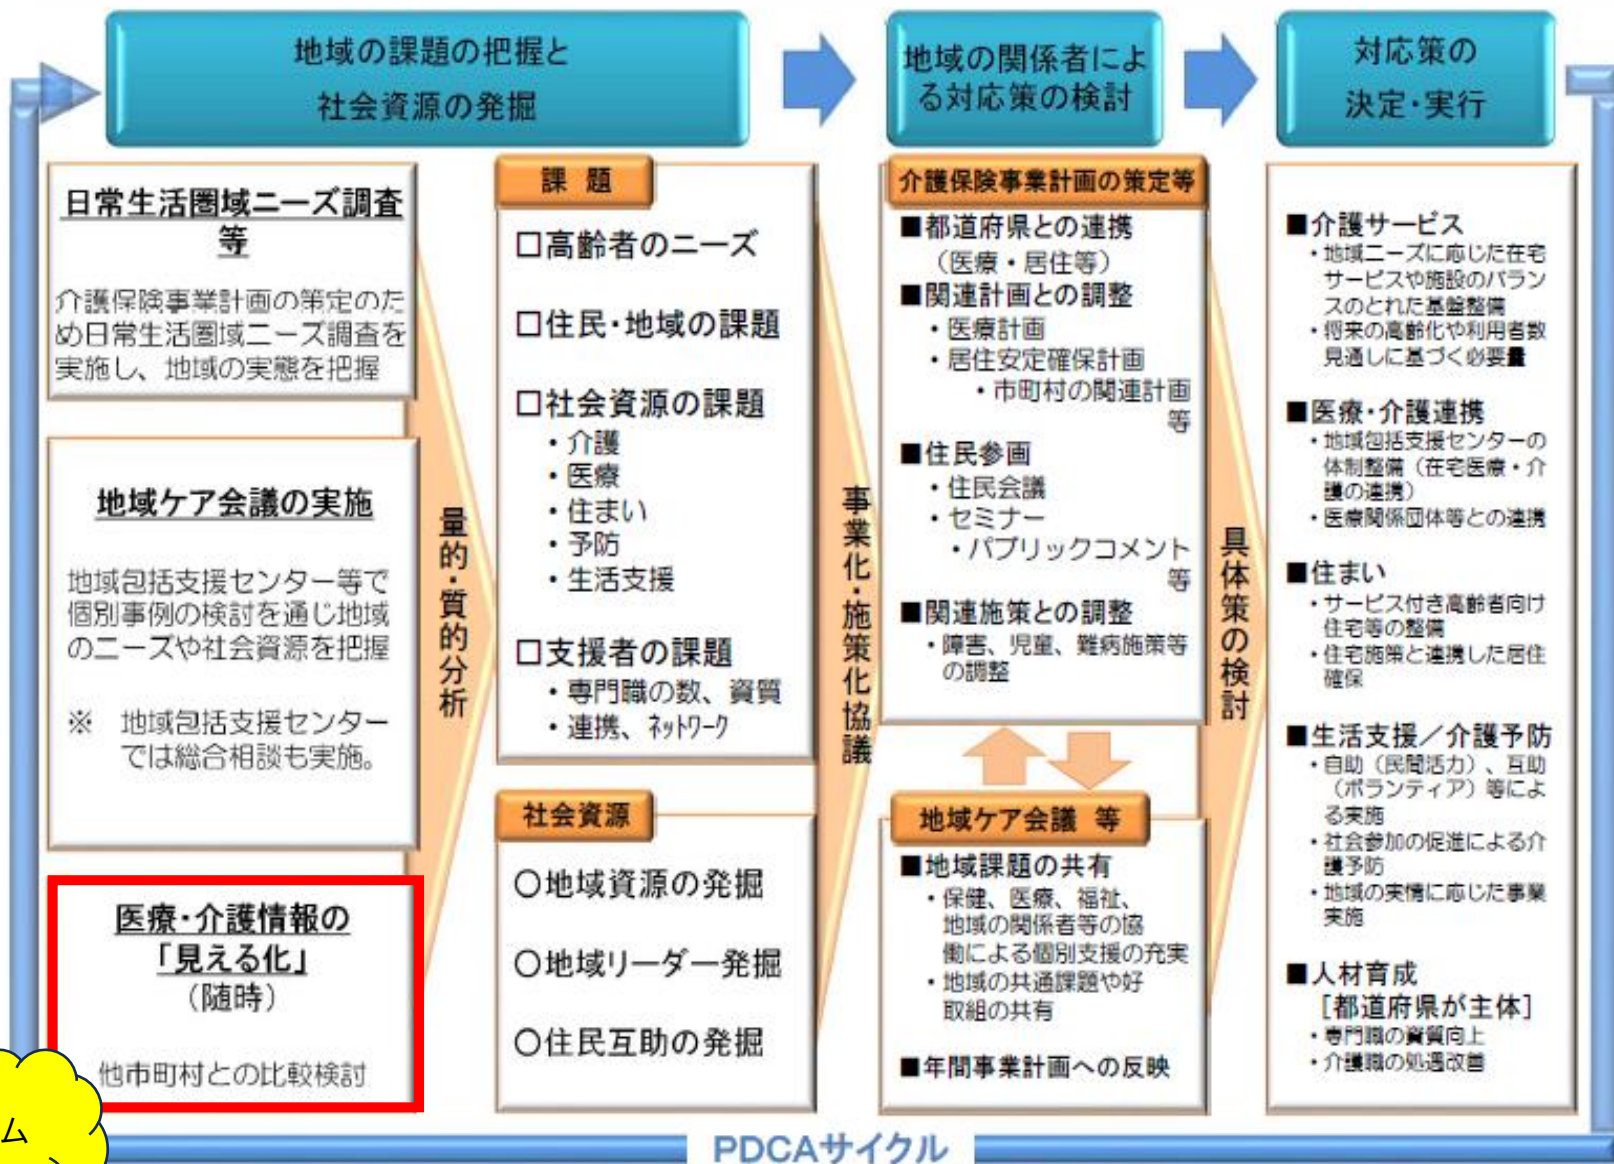 地域の課題の把握と
社会資源の発掘
地域の関係者によ
る対応策の検討
対応策の
決定・実行
日常生活圏域ニーズ調査
等
介護保険事業計画の策定のた
め日常生活圏域ニーズ調査を
実施し、地域の実態を把握
地域ケア会議の実施
地域包括支援センター等で
個別事例の検討を通じ地域
のニーズや社会資源を把握
※　地域包括支援センター
では総合相談も実施。
医療・介護情報の
「見える化」
（随時）
他市町村との比較検討
ム
量的・質的分析
課 題
□高齢者のニーズ
□住民・地域の課題
□社会資源の課題
・介護
・医療
・住まい
・予防
・生活支援
□支援者の課題
・専門職の数、資質
・連携、ﾈｯﾄﾜｰｸ
社会資源
○地域資源の発掘
○地域リーダー発掘
○住民互助の発掘
事業化・施策化協議
介護保険事業計画の策定等
■都道府県との連携
（医療・居住等）
■関連計画との調整
・医療計画
・居住安定確保計画
・市町村の関連計画
等
■住民参画
・住民会議
・セミナー
・パブリックコメント
等
■関連施策との調整
・障害、児童、難病施策等
の調整
地域ケア会議 等
■地域課題の共有
・保健、医療、福祉、
地域の関係者等の協
働による個別支援の充実
・地域の共通課題や好
取組の共有
■年間事業計画への反映
具体策の検討
■介護サービス
・地域ニーズに応じた在宅
サービスや施設のバラン
スのとれた基盤整備
・将来の高齢化や利用者数
見通しに基づく必要量
■医療・介護連携
・地域包括支援センターの
体制整備（在宅医療・介
護の連携）
・医療関係団体等との連携
■住まい
・サービス付き高齢者向け
住宅等の整備
・住宅施策と連携した居住
確保
■生活支援／介護予防
・自助（民間活力）、互助
（ボランティア）等によ
る実施
・社会参加の促進による介
護予防
・地域の実情に応じた事業
実施
■人材育成
[都道府県が主体]
・専門職の資質向上
・介護職の処遇改善
PDCAサイクル